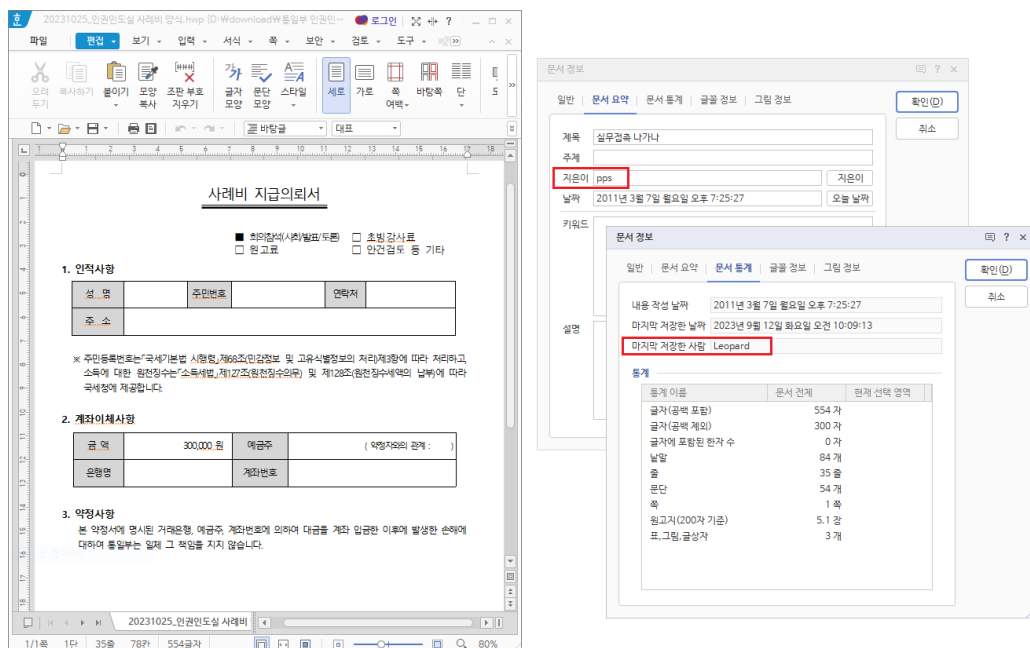 20231025_인권인도실 사례비 양식.hwp [D:₩download₩통일부 인권인… 로그인
파일 편집 보기 입력 서식 쪽 보안 검토 도구
오려 두기 복사하기 붙이기 모양 복사 조판 부호 지우기 글자 모양 문단 모양 스타일 세로 가로 쪽 여백 바탕쪽 단
바탕글 대표
사례비 지급의뢰서
■ 회의참석(사회/발표/토론) □ 초빙강사료
□ 원고료 □ 안건검토 등 기타
1. 인적사항
성 명 주민번호 연락처
주 소
※ 주민등록번호는「국세기본법 시행령」제68조(민감정보 및 고유식별정보의 처리)제3항에 따라 처리하고,
소득에 대한 원천징수는「소득세법」제127조(원천징수의무) 및 제128조(원천징수세액의 납부)에 따라
국세청에 제공합니다.
2. 계좌이체사항
금 액 300,000 원 예금주 ( 약정자와의 관계 : )
은행명 계좌번호
3. 약정사항
본 약정서에 명시된 거래은행, 예금주, 계좌번호에 의하여 대금을 계좌 입금한 이후에 발생한 손해에
대하여 통일부는 일체 그 책임을 지지 않습니다.
20231025_인권인도실 사례비
1/1쪽 1단 35줄 78칸 554글자 80%
문서 정보
일반 문서 요약 문서 통계 글꼴 정보 그림 정보
확인(D)
취소
제목 실무접촉 나가나
주제
지은이 pps 지은이
날짜 2011년 3월 7일 월요일 오후 7:25:27 오늘 날짜
키워드
설명
문서 정보
일반 문서 요약 문서 통계 글꼴 정보 그림 정보
확인(D)
취소
내용 작성 날짜 2011년 3월 7일 월요일 오후 7:25:27
마지막 저장한 날짜 2023년 9월 12일 화요일 오전 10:09:13
마지막 저장한 사람 Leopard
통계
통계 이름 문서 전체 현재 선택 영역
글자(공백 포함) 554 자
글자(공백 제외) 300 자
글자에 포함된 한자 수 0 자
낱말 84 개
줄 35 줄
문단 54 개
쪽 1 쪽
원고지(200자 기준) 5.1 장
표,그림,글상자 3 개